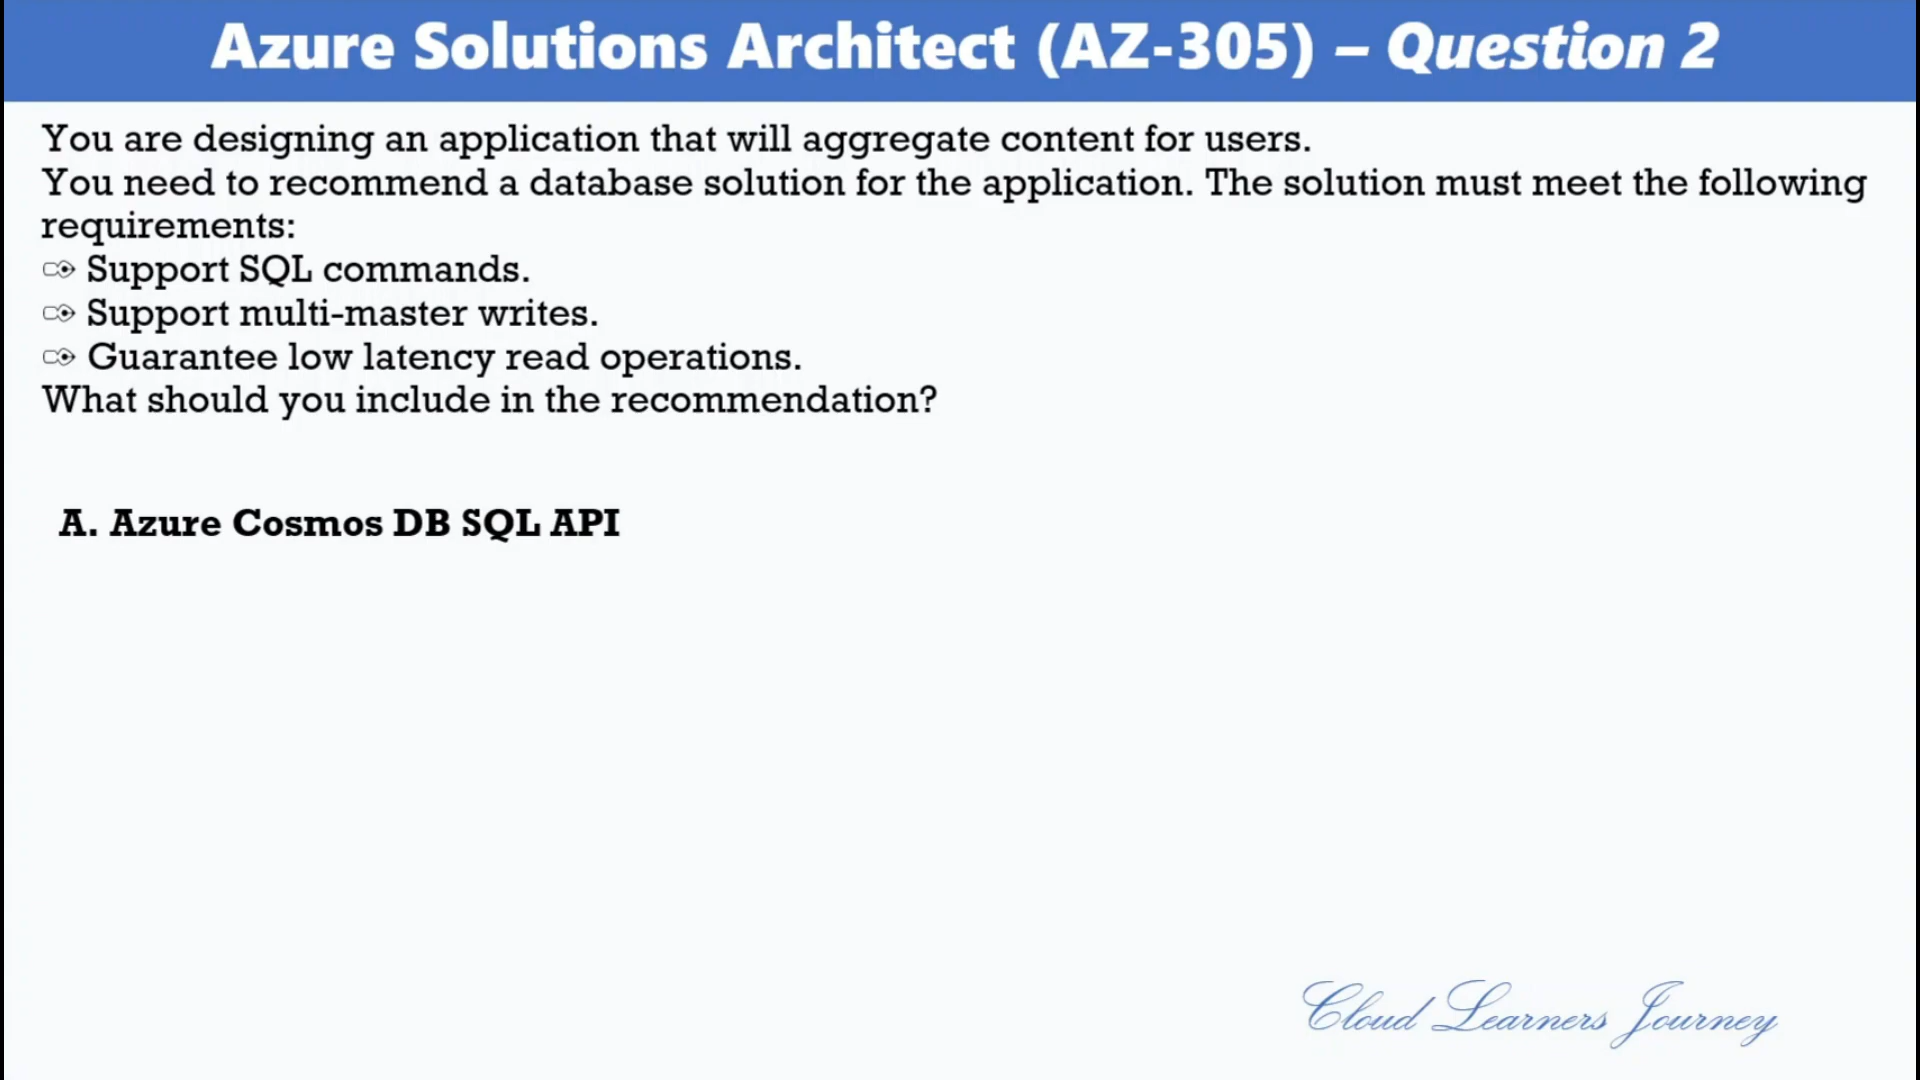 Azure Solutions Architect (AZ-305) – Question 2
You are designing an application that will aggregate content for users.
You need to recommend a database solution for the application. The solution must meet the following
requirements:
Support SQL commands.
Support multi-master writes.
Guarantee low latency read operations.
What should you include in the recommendation?
A. Azure Cosmos DB SQL API
Cloud Learners Journey